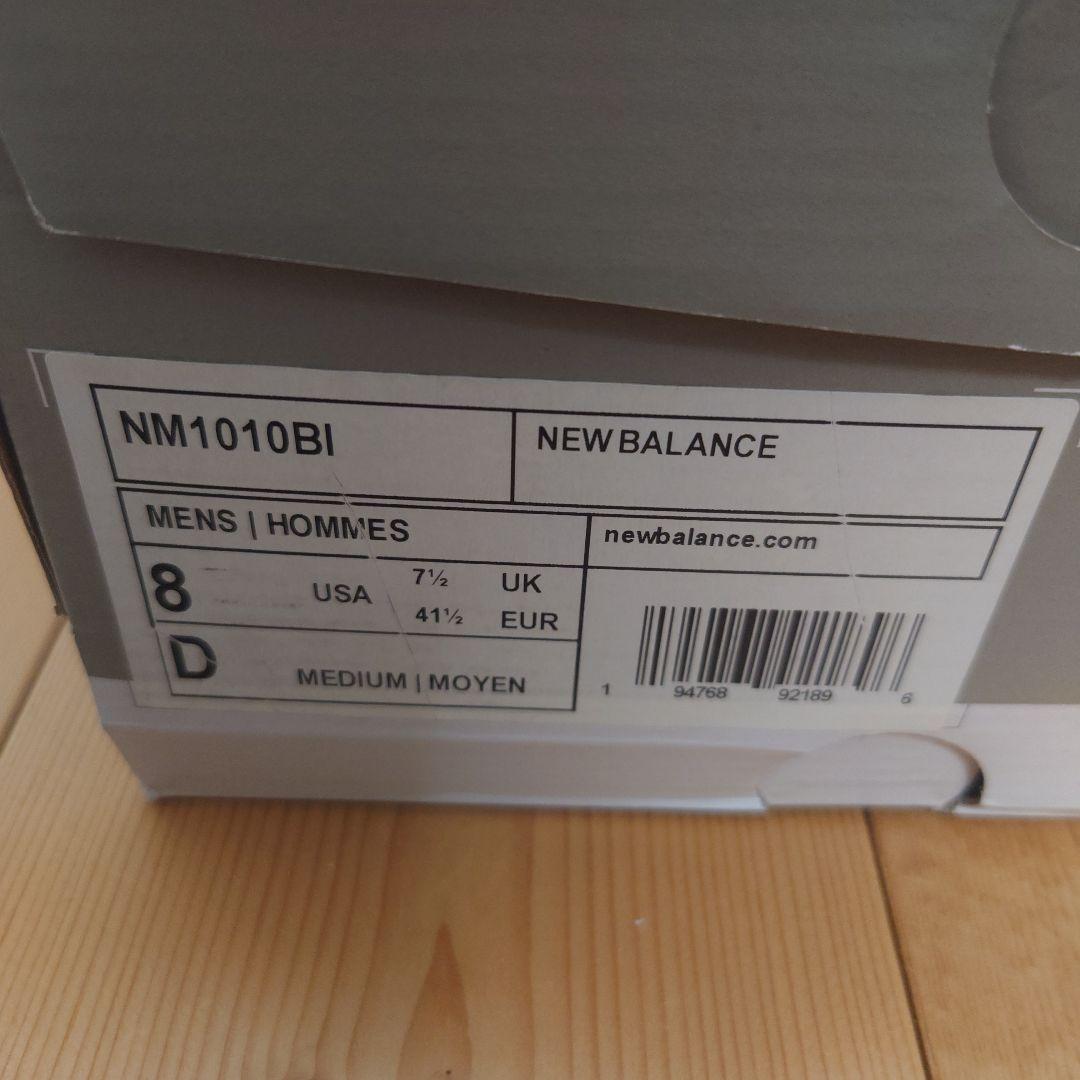 NM1010BI
NEW BALANCE
MENS | HOMMES
newbalance.com
8 USA 7½ UK
41½ EUR
D MEDIUM | MOYEN
1 94768 92189 6